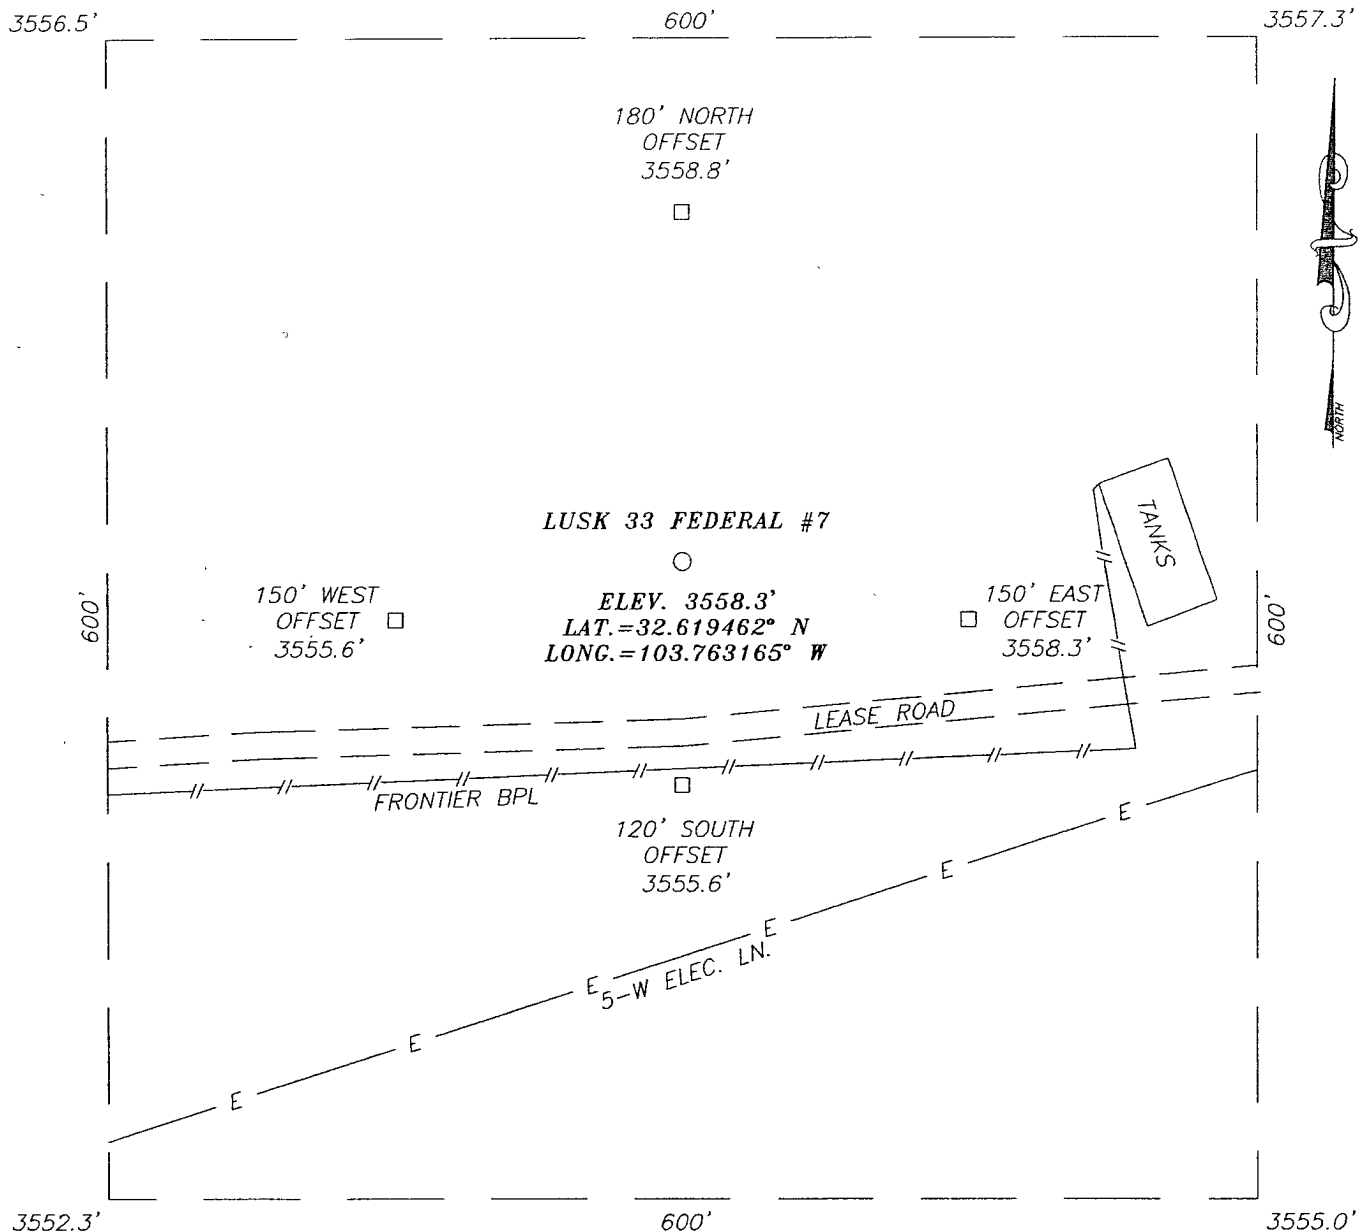 3556.5'
600'
3557.3'
180' NORTH
OFFSET
3558.8'
NORTH
TANKS
LUSK 33 FEDERAL #7
ELEV. 3558.3'
LAT.=32.619462° N
LONG.=103.763165° W
150' WEST
OFFSET
3555.6'
150' EAST
OFFSET
3558.3'
600'
600'
LEASE ROAD
FRONTIER BPL
120' SOUTH
OFFSET
3555.6'
E
E
E
E
E
E
5-W ELEC. LN.
3552.3'
600'
3555.0'